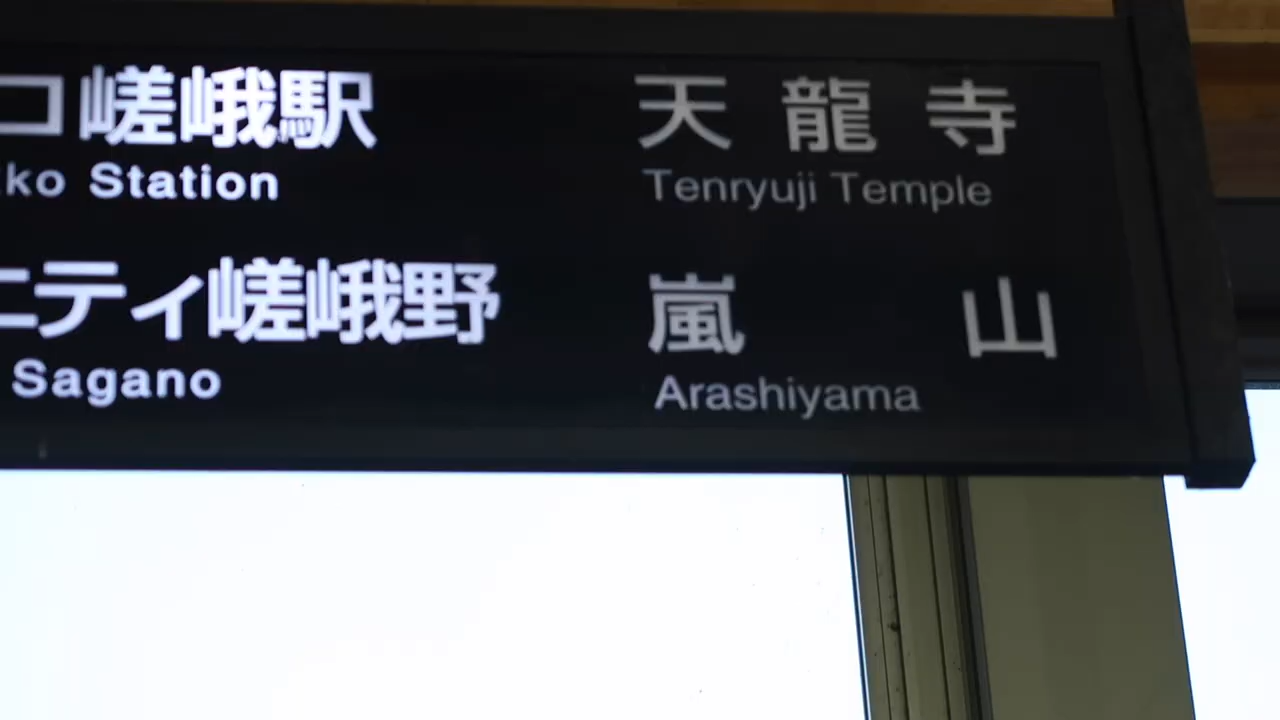 ロ嵯峨駅
ko Station
ニティ嵯峨野
Sagano
天龍寺
Tenryuji Temple
嵐山
Arashiyama